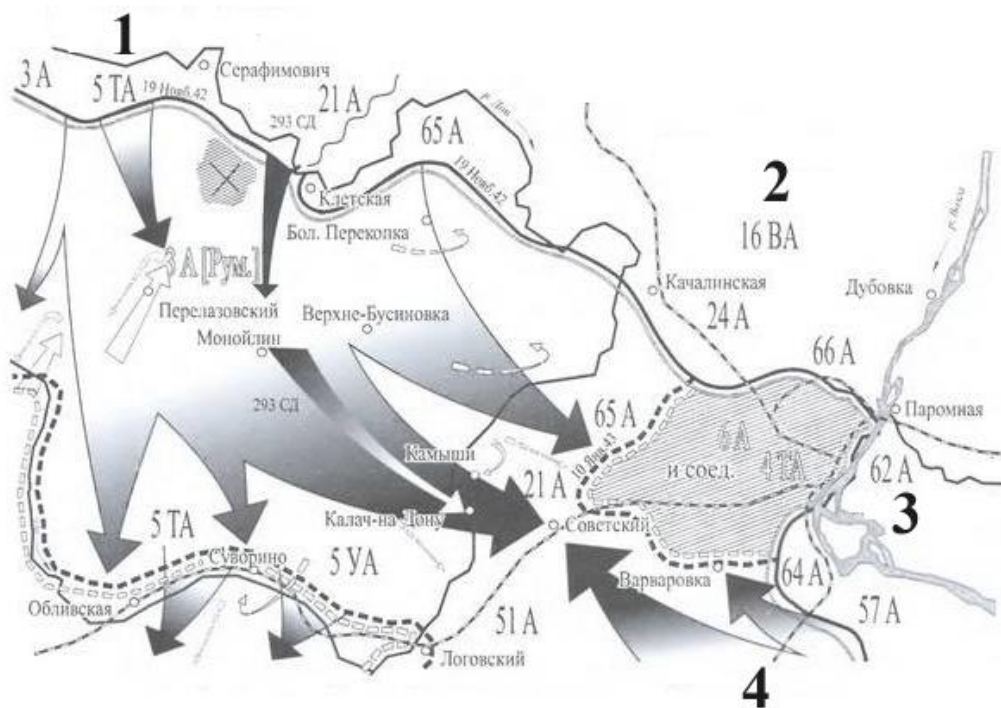 1
3 А
5 ТА
19 Нояб.42
Серафимович
21 А
293 СД
65 А
р. Дон
19 Нояб.42
Клетская
Бол. Перекопка
2
16 ВА
р. Волга
Дубовка
Качалинская
24 А
3 А [Рум.]
Перелазовский
Монойлин
Верхне-Бусиновка
66 А
Паромная
293 СД
65 А
10 Янв.43
6 А
и соед.
4 ТА
62 А
Камыши
21 А
3
Калач-на Дону
Советский
5 ТА
Суворино
5 УА
Варваровка
64 А
Обливская
51 А
57 А
Логовский
4